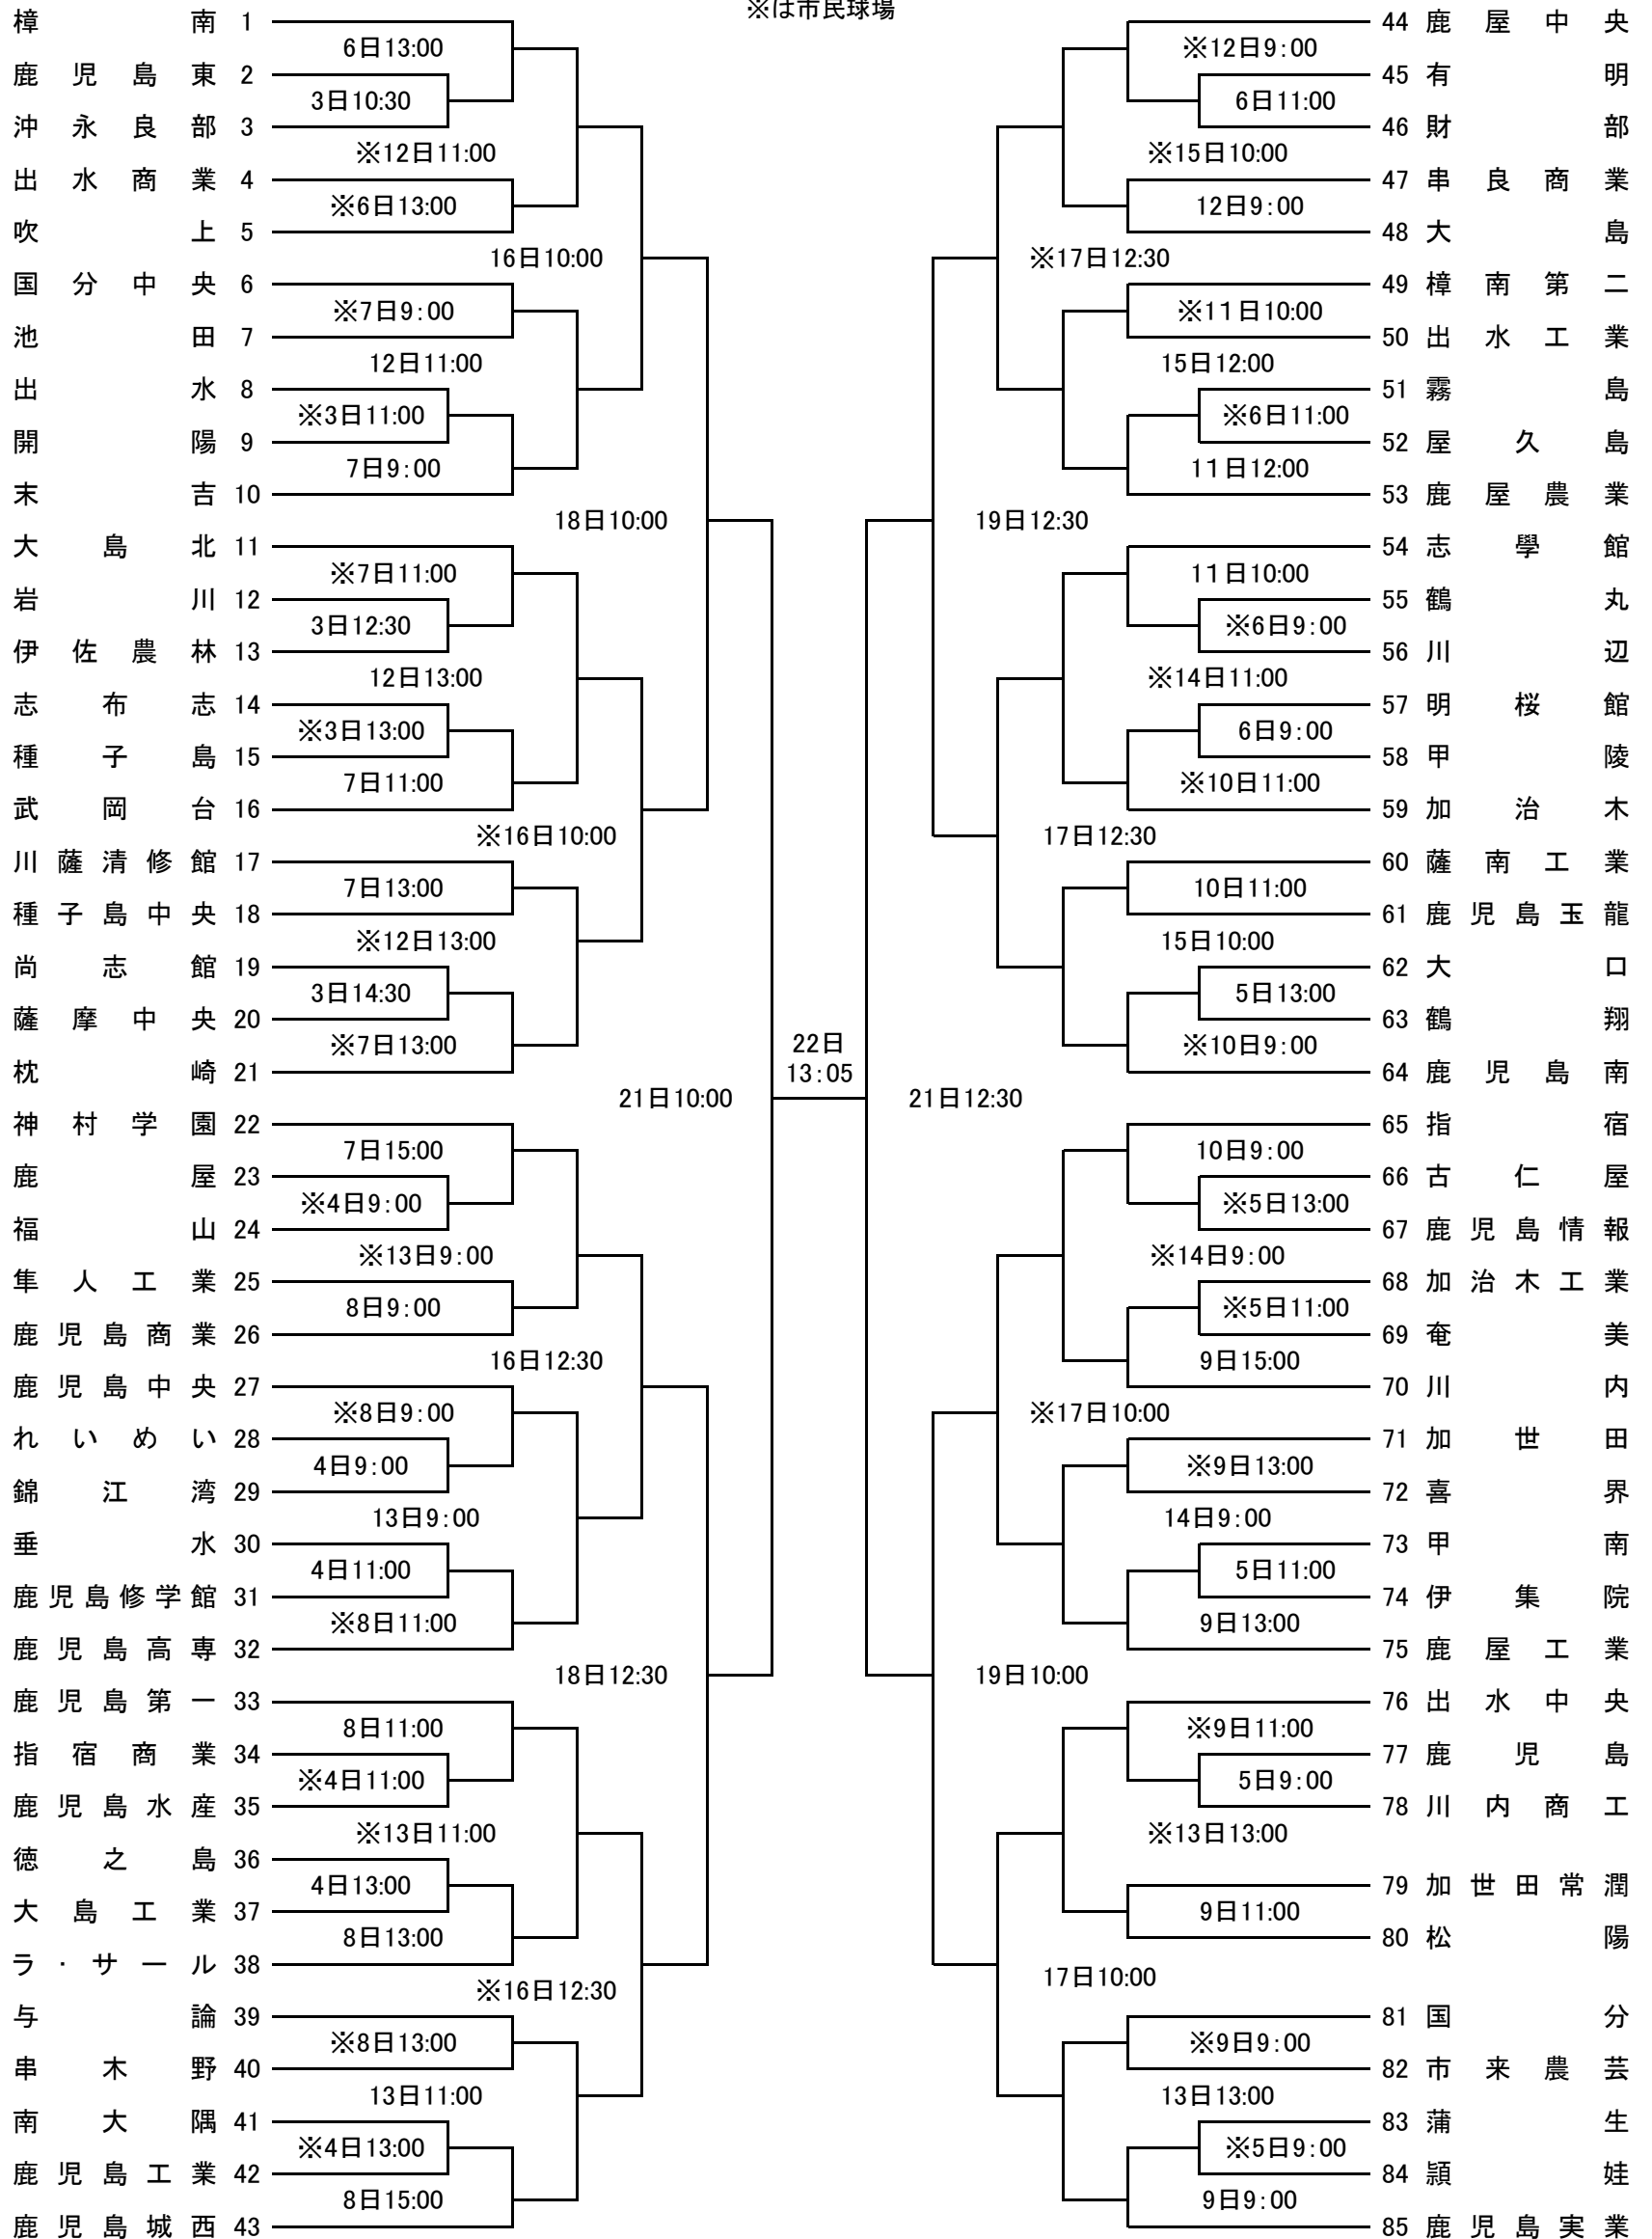 ※は市民球場
樟南 1
6日13:00
鹿児島東 2
3日10:30
沖永良部 3
※12日11:00
出水商業 4
※6日13:00
吹上 5
16日10:00
国分中央 6
※7日9:00
池田 7
12日11:00
出水 8
※3日11:00
開陽 9
7日9:00
末吉 10
18日10:00
大島北 11
※7日11:00
岩川 12
3日12:30
伊佐農林 13
12日13:00
志布志 14
※3日13:00
種子島 15
7日11:00
武岡台 16
※16日10:00
川薩清修館 17
7日13:00
種子島中央 18
※12日13:00
尚志館 19
3日14:30
薩摩中央 20
※7日13:00
枕崎 21
21日10:00
神村学園 22
7日15:00
鹿屋 23
※4日9:00
福山 24
※13日9:00
隼人工業 25
8日9:00
鹿児島商業 26
16日12:30
鹿児島中央 27
※8日9:00
れいめい 28
4日9:00
錦江湾 29
13日9:00
垂水 30
4日11:00
鹿児島修学館 31
※8日11:00
鹿児島高専 32
18日12:30
鹿児島第一 33
8日11:00
指宿商業 34
※4日11:00
鹿児島水産 35
※13日11:00
徳之島 36
4日13:00
大島工業 37
8日13:00
ラ・サール 38
※16日12:30
与論 39
※8日13:00
串木野 40
13日11:00
南大隅 41
※4日13:00
鹿児島工業 42
8日15:00
鹿児島城西 43
22日
13:05
44 鹿屋中央
※12日9:00
45 有明
6日11:00
46 財部
※15日10:00
47 串良商業
12日9:00
48 大島
※17日12:30
49 樟南第二
※11日10:00
50 出水工業
15日12:00
51 霧島
※6日11:00
52 屋久島
11日12:00
53 鹿屋農業
19日12:30
54 志學館
11日10:00
55 鶴丸
※6日9:00
56 川辺
※14日11:00
57 明桜館
6日9:00
58 甲陵
※10日11:00
59 加治木
17日12:30
60 薩南工業
10日11:00
61 鹿児島玉龍
15日10:00
62 大口
5日13:00
63 鶴翔
※10日9:00
64 鹿児島南
21日12:30
65 指宿
10日9:00
66 古仁屋
※5日13:00
67 鹿児島情報
※14日9:00
68 加治木工業
※5日11:00
69 奄美
9日15:00
70 川内
※17日10:00
71 加世田
※9日13:00
72 喜界
14日9:00
73 甲南
5日11:00
74 伊集院
9日13:00
75 鹿屋工業
19日10:00
76 出水中央
※9日11:00
77 鹿児島
5日9:00
78 川内商工
※13日13:00
79 加世田常潤
9日11:00
80 松陽
17日10:00
81 国分
※9日9:00
82 市来農芸
13日13:00
83 蒲生
※5日9:00
84 頴娃
9日9:00
85 鹿児島実業